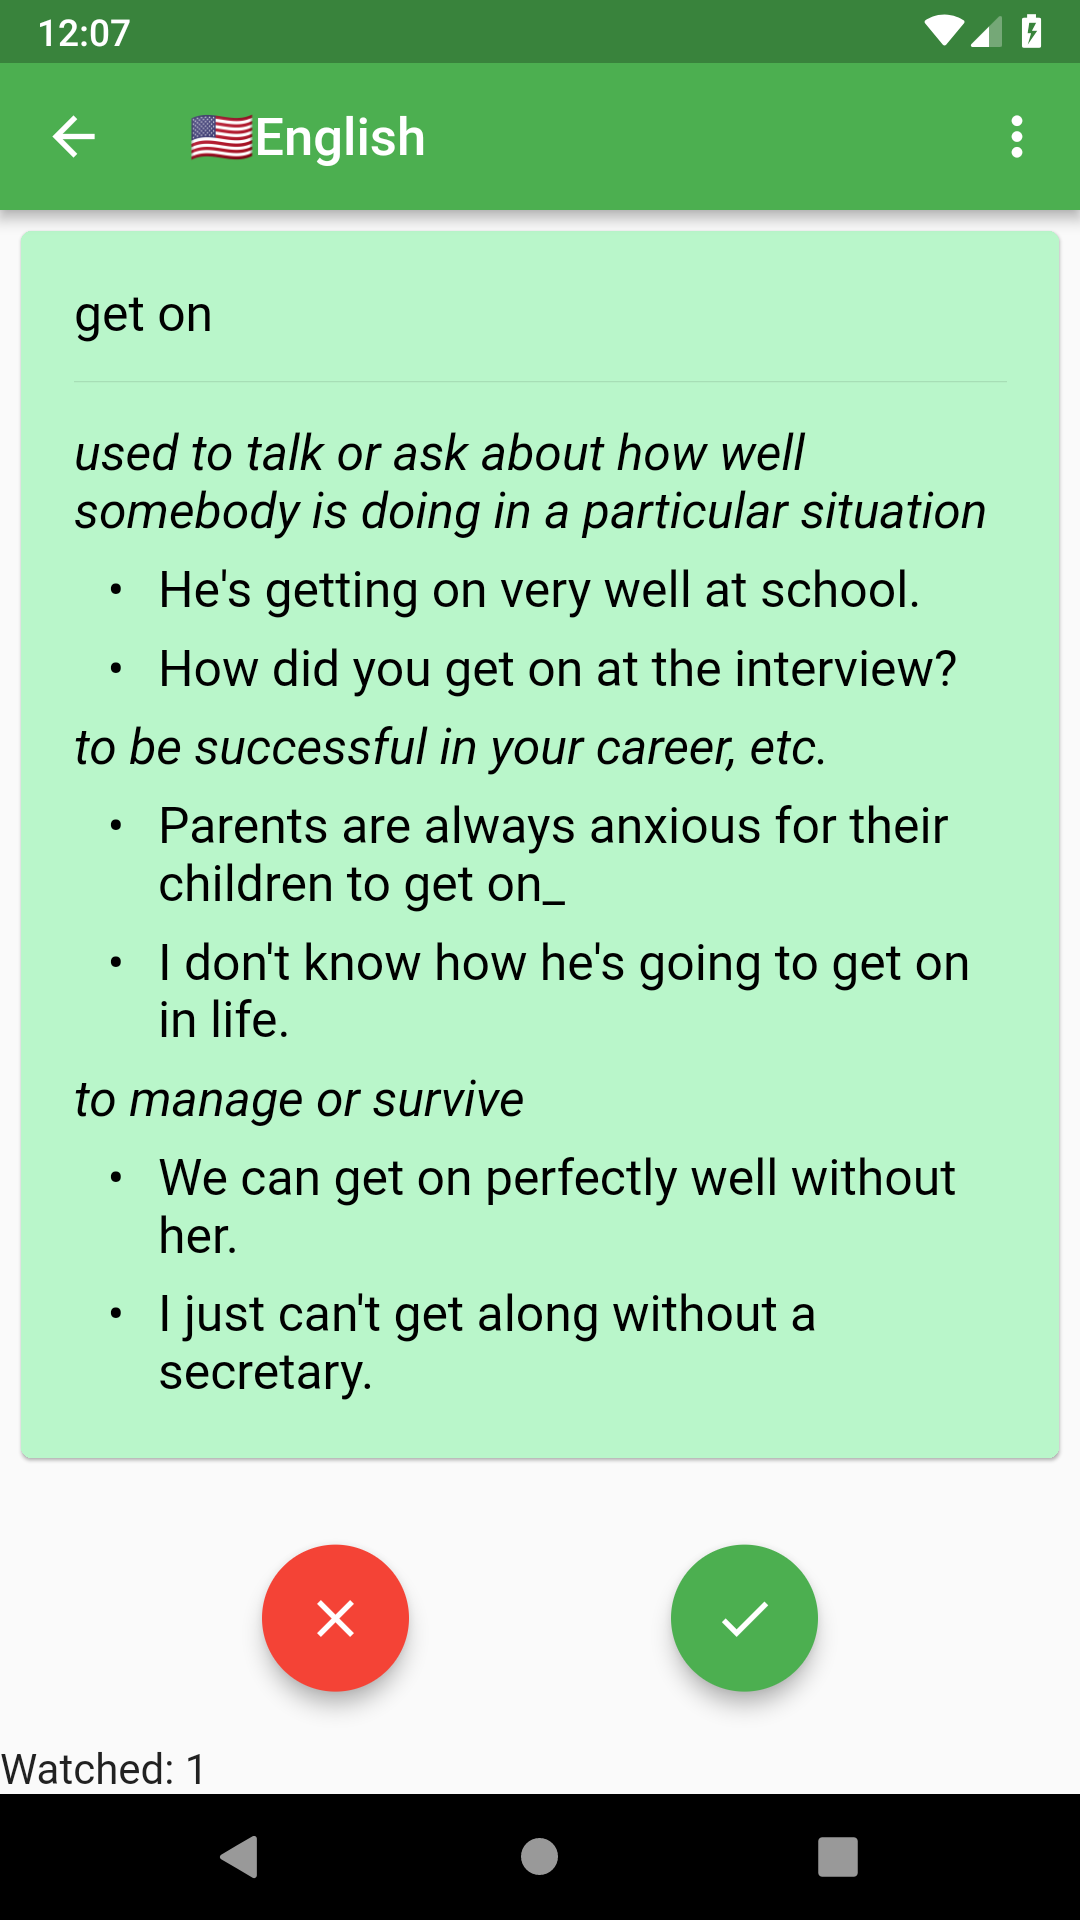 12:07
🇺🇸English
get on
used to talk or ask about how well
somebody is doing in a particular situation
• He's getting on very well at school.
• How did you get on at the interview?
to be successful in your career, etc.
• Parents are always anxious for their
children to get on_
• I don't know how he's going to get on
in life.
to manage or survive
• We can get on perfectly well without
her.
• I just can't get along without a
secretary.
Watched: 1